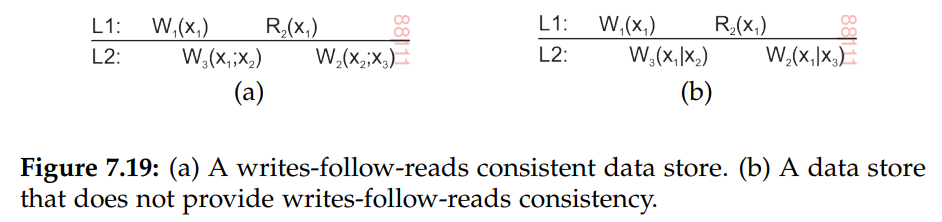 L1: W₁(x₁) R₂(x₁) L1: W₁(x₁) R₂(x₁)
L2: W₃(x₁;x₂) W₂(x₂;x₃) L2: W₃(x₁|x₂) W₂(x₁|x₃)
(a) (b)
Figure 7.19: (a) A writes-follow-reads consistent data store. (b) A data store
that does not provide writes-follow-reads consistency.